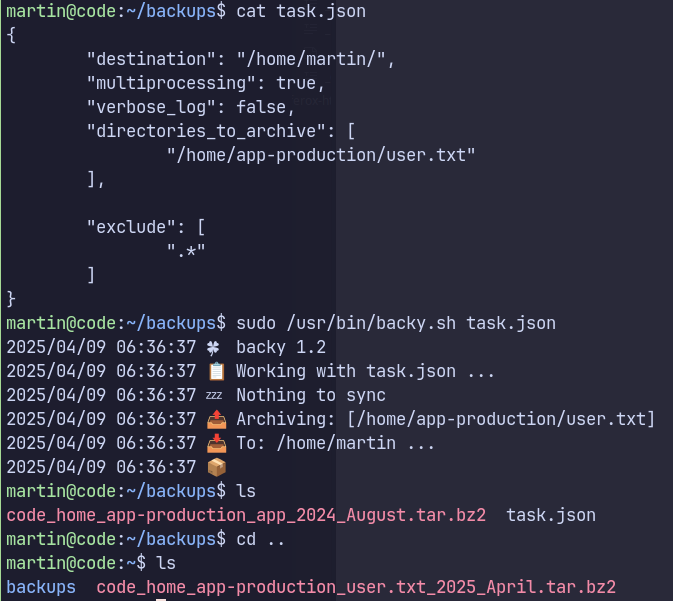 martin@code:~/backups$ cat task.json
{
        "destination": "/home/martin/",
        "multiprocessing": true,
        "verbose_log": false,
        "directories_to_archive": [
                "/home/app-production/user.txt"
        ],

        "exclude": [
                ".*"
        ]
}
martin@code:~/backups$ sudo /usr/bin/backy.sh task.json
2025/04/09 06:36:37 🍀 backy 1.2
2025/04/09 06:36:37 📋 Working with task.json ...
2025/04/09 06:36:37 💤 Nothing to sync
2025/04/09 06:36:37 📤 Archiving: [/home/app-production/user.txt]
2025/04/09 06:36:37 📥 To: /home/martin ...
2025/04/09 06:36:37 📦
martin@code:~/backups$ ls
code_home_app-production_app_2024_August.tar.bz2  task.json
martin@code:~/backups$ cd ..
martin@code:~$ ls
backups  code_home_app-production_user.txt_2025_April.tar.bz2